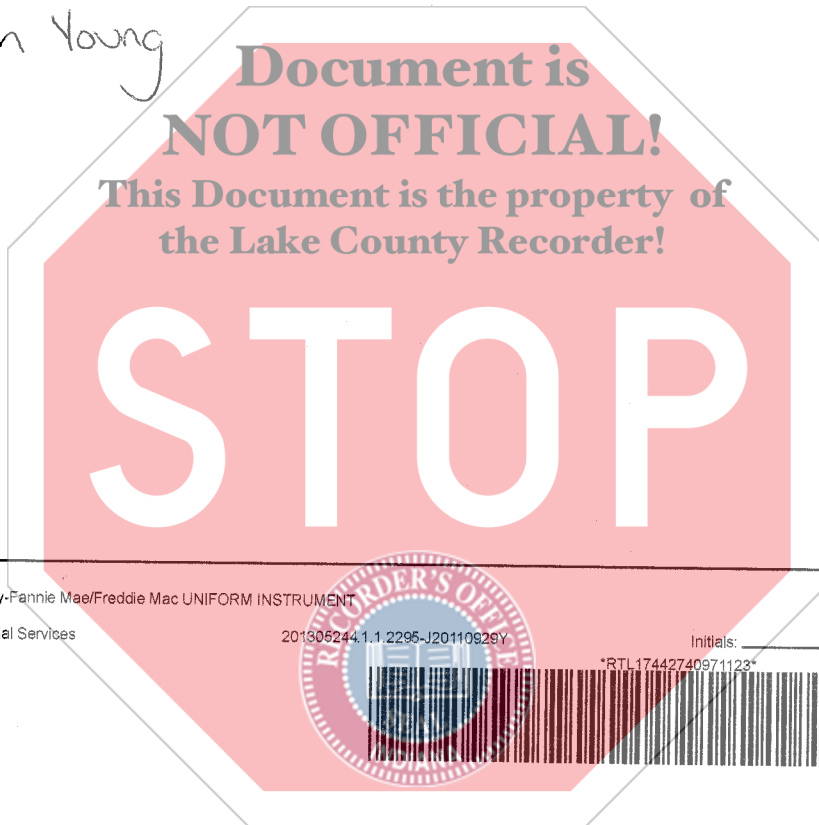 n Young
Document is
NOT OFFICIAL!
This Document is the property of
the Lake County Recorder!
STOP
y-Fannie Mae/Freddie Mac UNIFORM INSTRUMENT
ial Services
201305244.1.1.2295-J20110929Y
Initials:
*RTL17442740971123*
RECORDER'S OFFICE
INDIANA